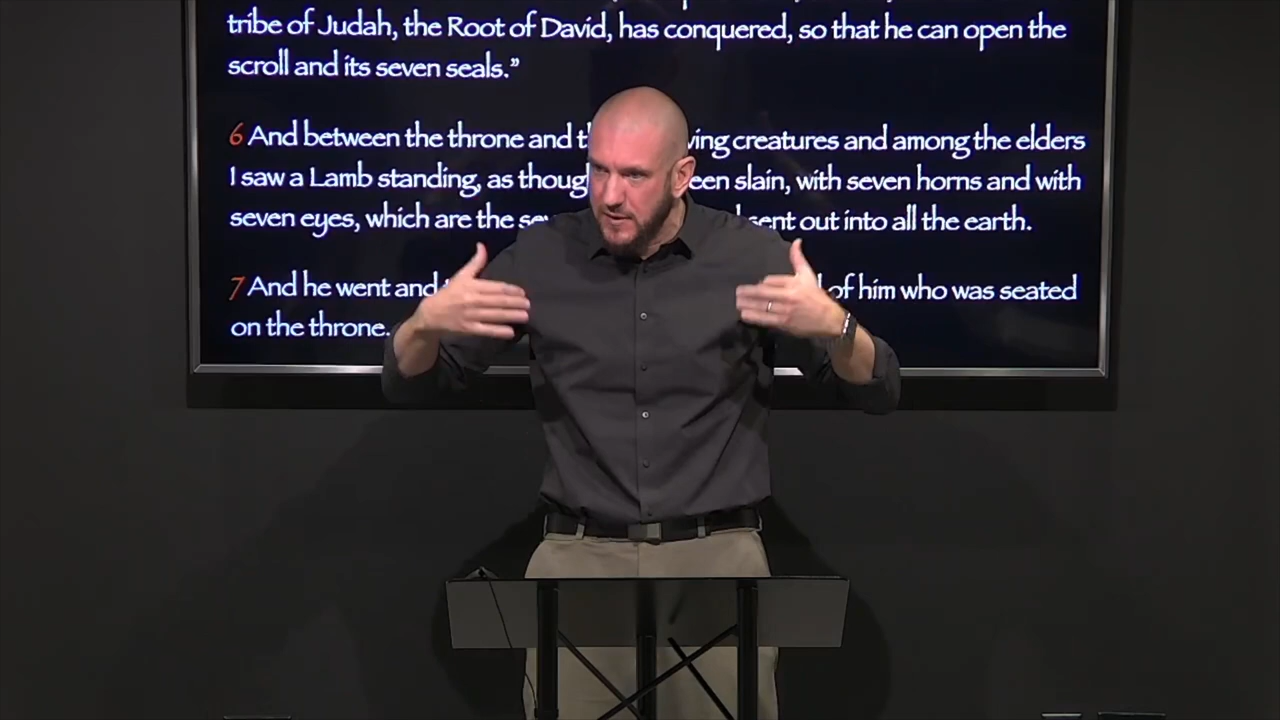 tribe of Judah, the Root of David, has conquered, so that he can open the
scroll and its seven seals.”
6 And between the throne and ving creatures and among the elders
I saw a Lamb standing, as thoug een slain, with seven horns and with
seven eyes, which are the sent out into all the earth.
7 And he went and of him who was seated
on the throne.